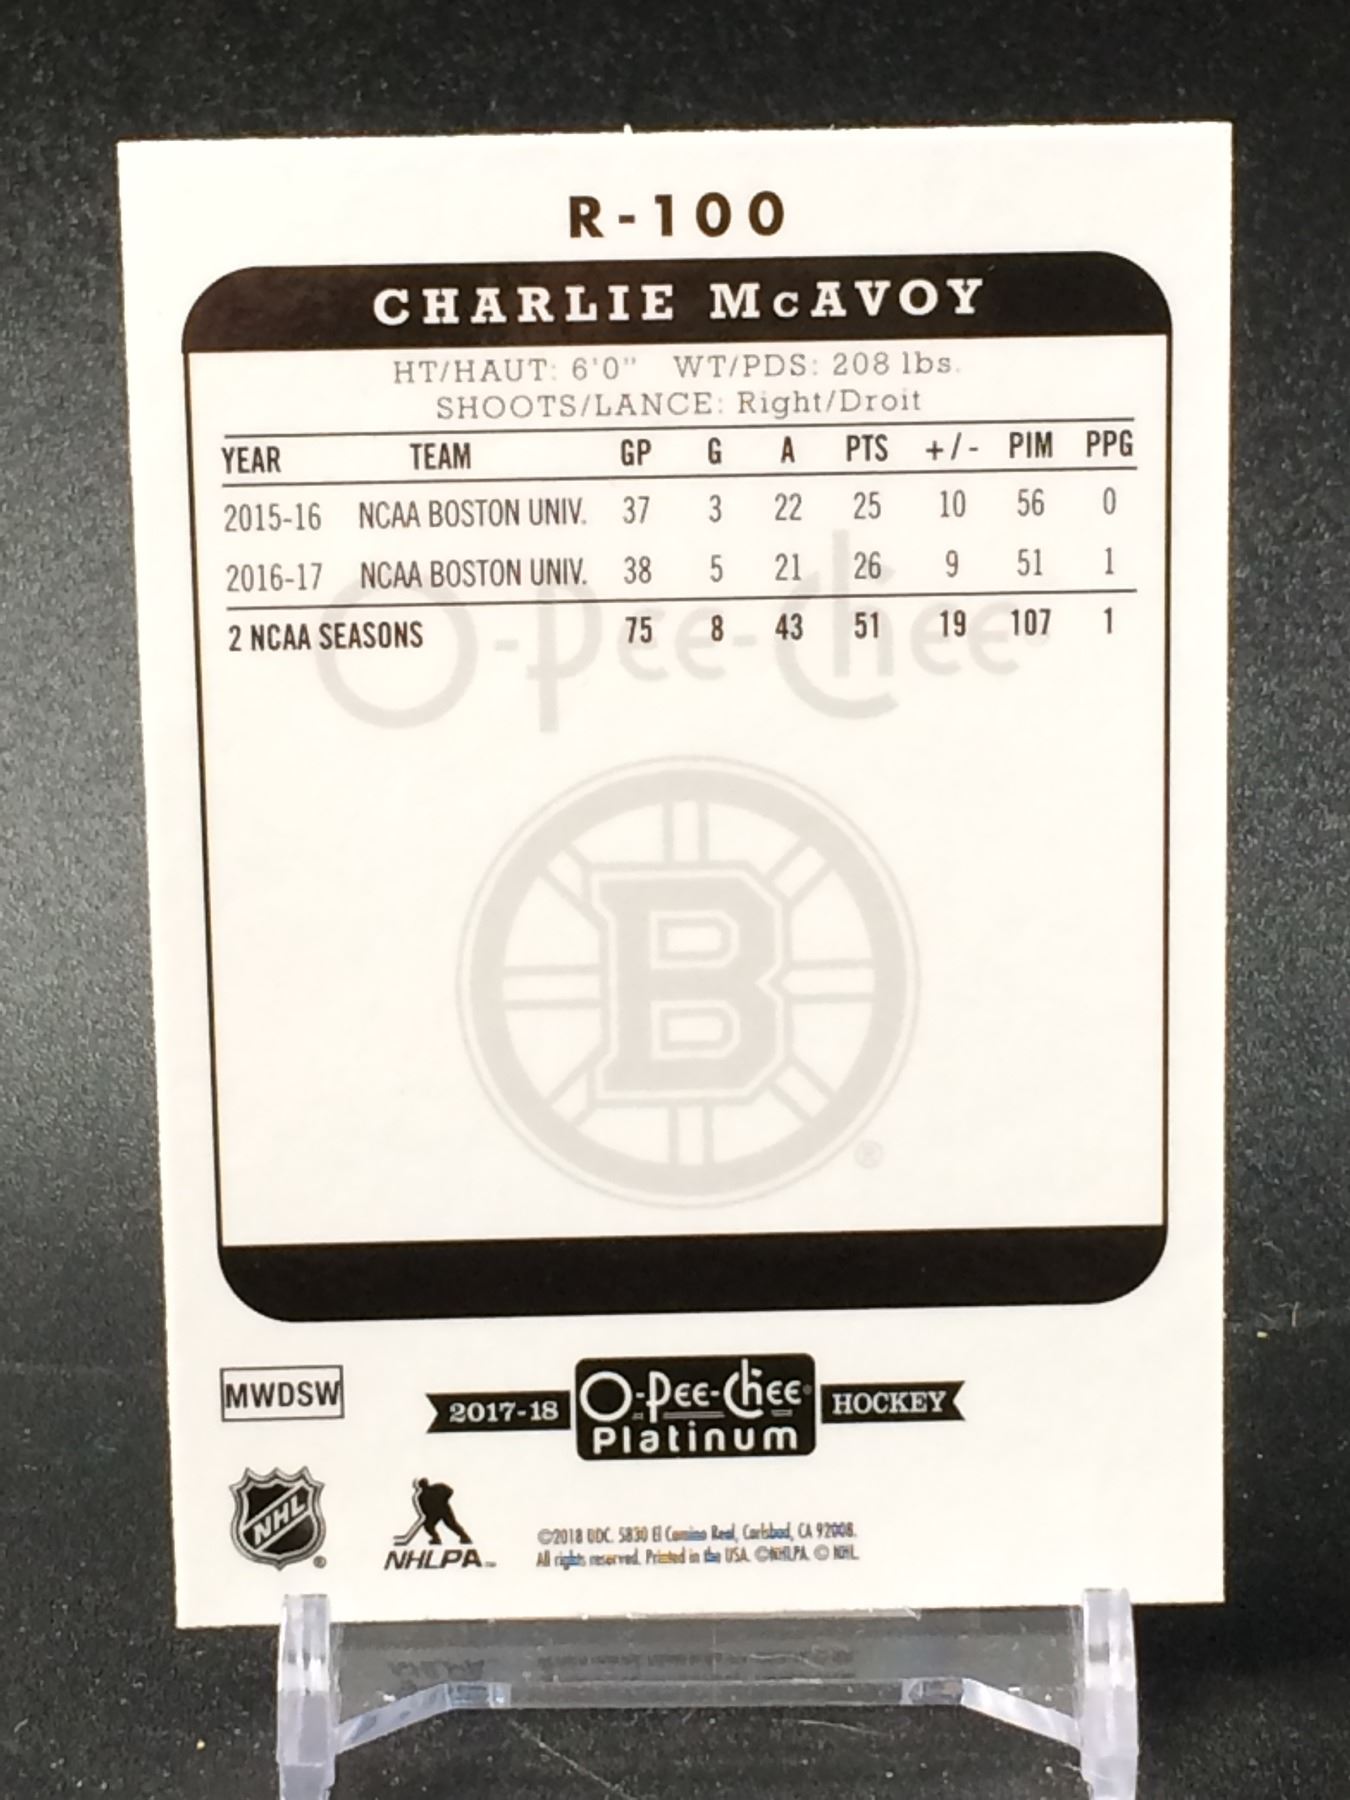 R-100
CHARLIE McAVOY
HT/HAUT: 6'0" WT/PDS: 208 lbs.
SHOOTS/LANCE: Right/Droit
YEAR TEAM GP G A PTS +/- PIM PPG
2015-16 NCAA BOSTON UNIV. 37 3 22 25 10 56 0
2016-17 NCAA BOSTON UNIV. 38 5 21 26 9 51 1
2 NCAA SEASONS 75 8 43 51 19 107 1
O-Pee-Chee
B
®
MWDSW
2017-18 O-Pee-Chee HOCKEY
Platinum
NHL ®
NHLPA™
©2018 UDC. 5830 El Camino Real, Carlsbad, CA 92008.
All rights reserved. Printed in the USA. ©NHLPA. © NHL